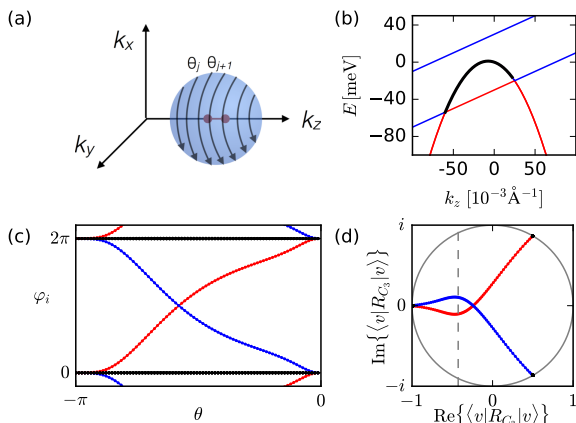 (a)
k_x
θ_j θ_{j+1}
k_z
k_y
(b)
E [meV]
40
0
−40
−80
−50 0 50
k_z [10^{−3} Å^{−1}]
(c)
φ_i
2π
0
−π 0
θ
(d)
Im{⟨v|R_{C_3}|v⟩}
i
0
−i
−1 0 1
Re{⟨v|R_{C_3}|v⟩}